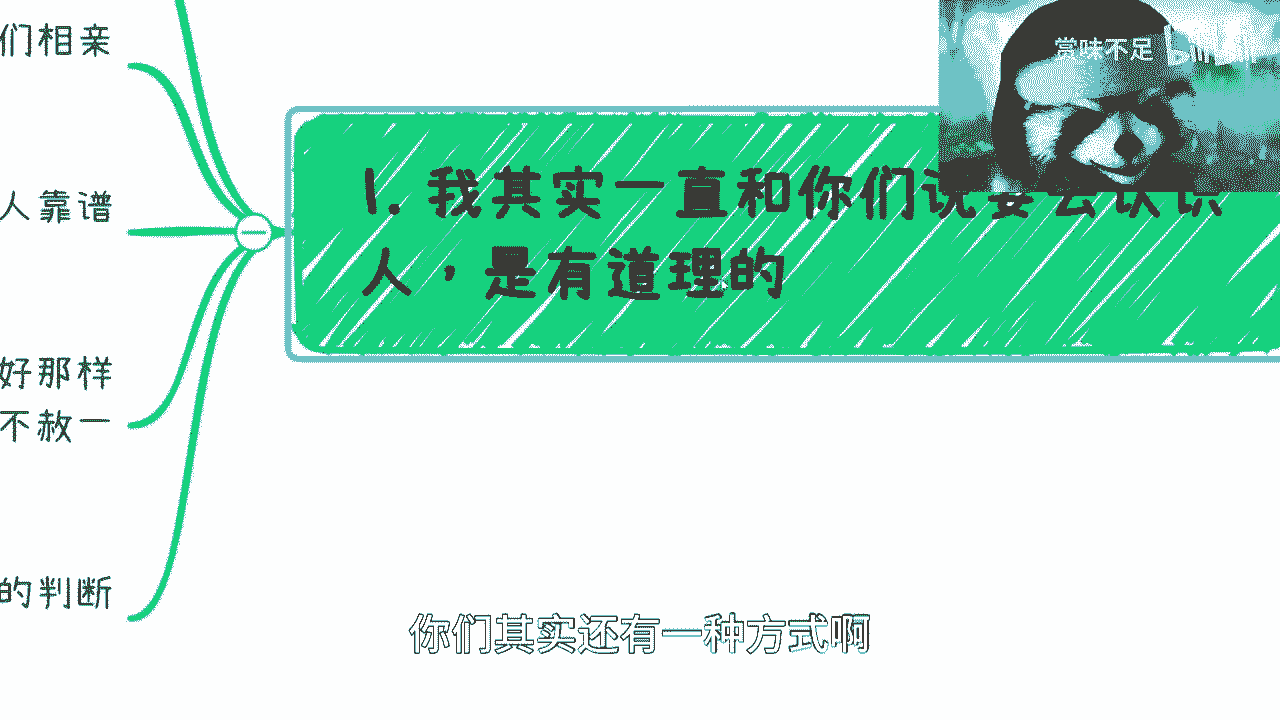 们相亲
赏味不足 bilibili
1. 我其实一直和你们说要会认识
人，是有道理的
人靠谱
好那样
不赦一
的判断
你们其实还有一种方式啊